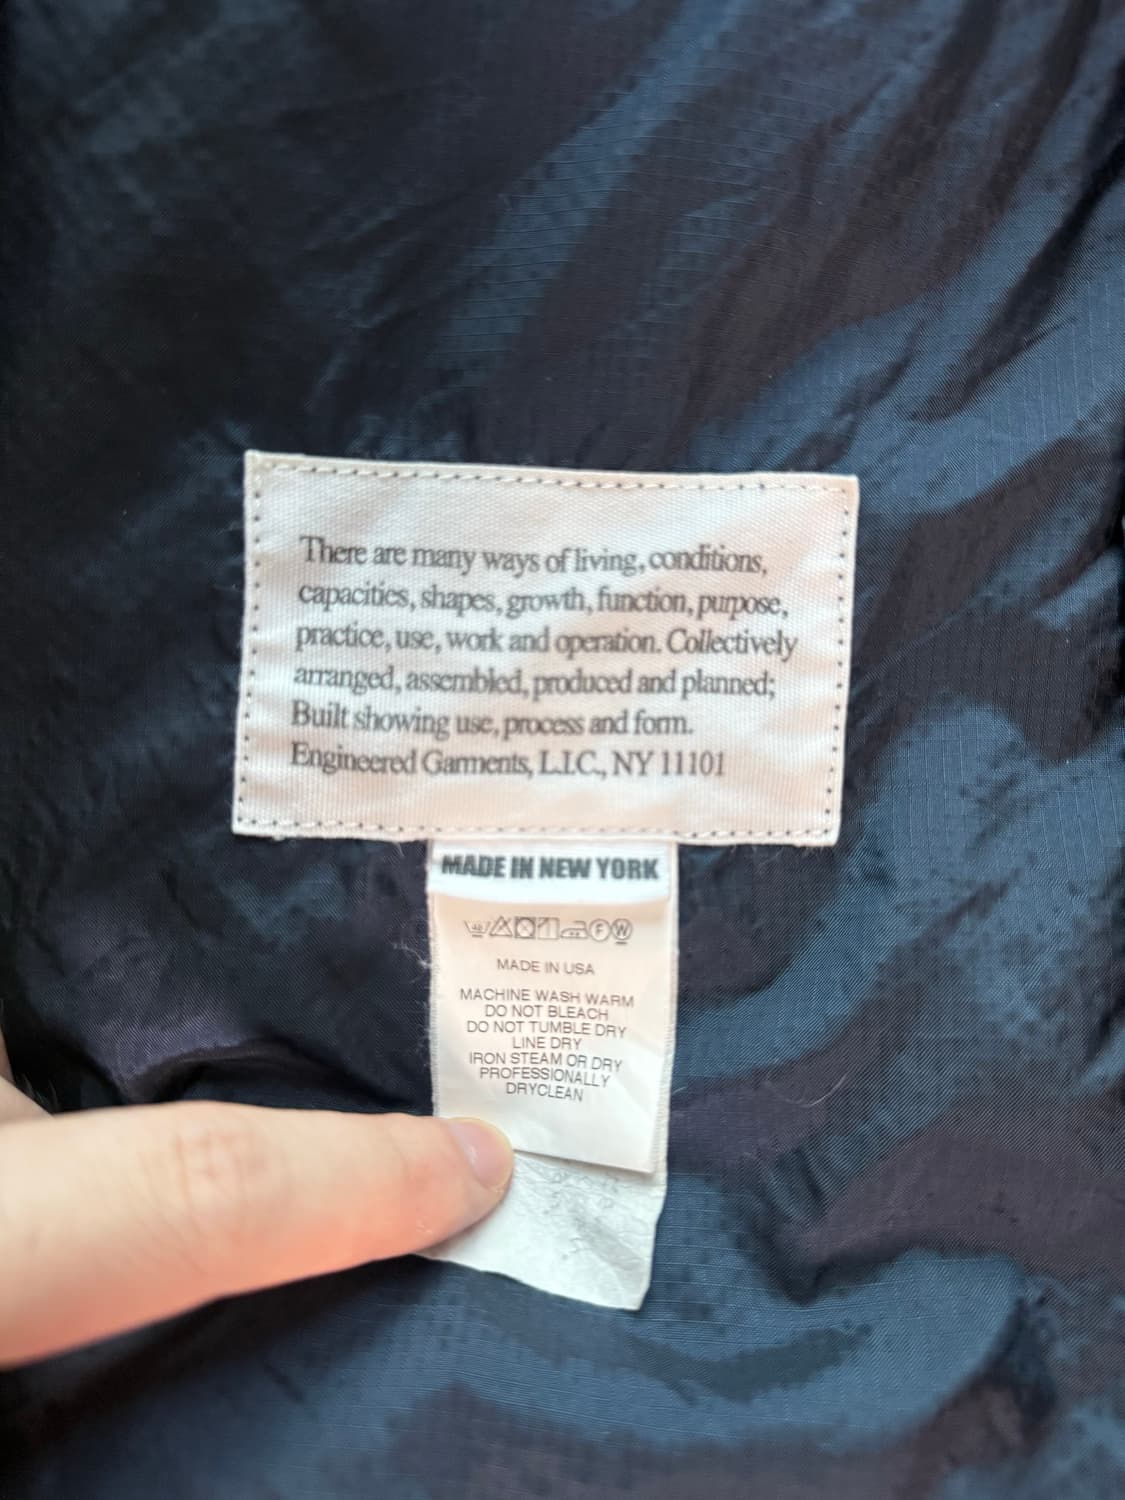 There are many ways of living, conditions,
capacities, shapes, growth, function, purpose,
practice, use, work and operation. Collectively
arranged, assembled, produced and planned;
Built showing use, process and form.
Engineered Garments, L.I.C., NY 11101
MADE IN NEW YORK
F W
MADE IN USA
MACHINE WASH WARM
DO NOT BLEACH
DO NOT TUMBLE DRY
LINE DRY
IRON STEAM OR DRY
PROFESSIONALLY
DRYCLEAN